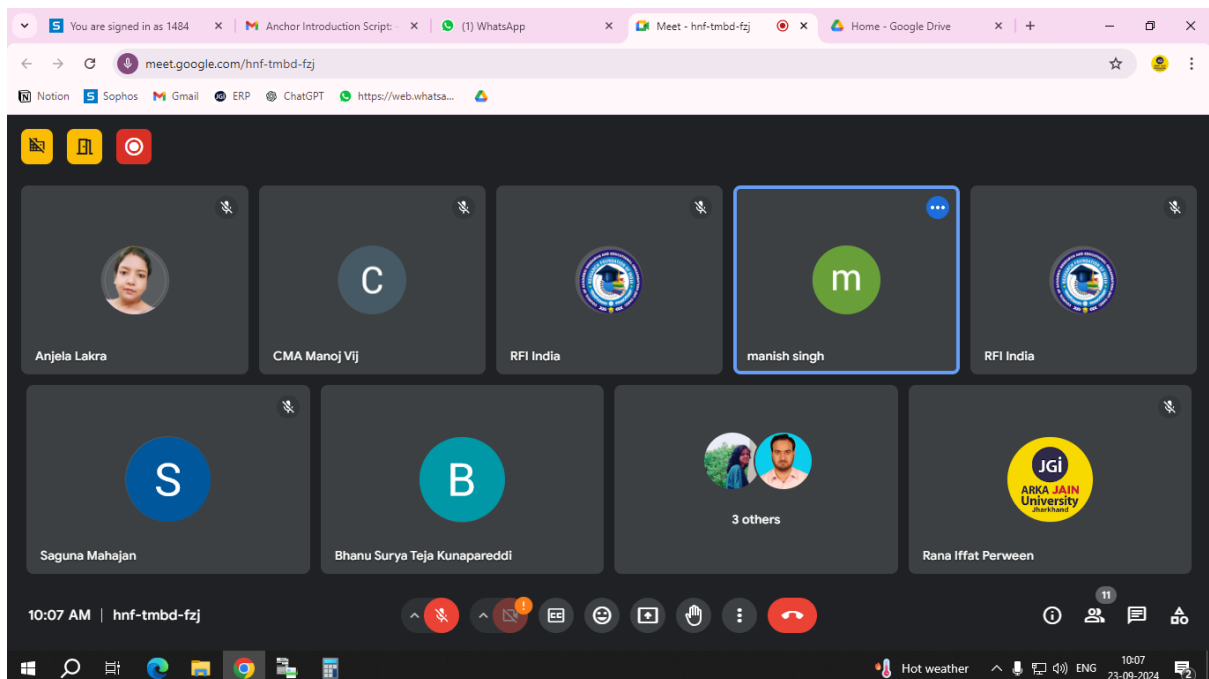 You are signed in as 1484
Anchor Introduction Script: -
(1) WhatsApp
Meet - hnf-tmbd-fzj
Home - Google Drive
meet.google.com/hnf-tmbd-fzj
Notion
Sophos
Gmail
ERP
ChatGPT
https://web.whatsa...
Anjela Lakra
C
CMA Manoj Vij
RFI India
m
manish singh
RFI India
S
Saguna Mahajan
B
Bhanu Surya Teja Kunapareddi
3 others
JGi
ARKA JAIN
University
Jharkhand
Rana Iffat Perween
10:07 AM | hnf-tmbd-fzj
11
Hot weather
ENG
10:07
23-09-2024
2